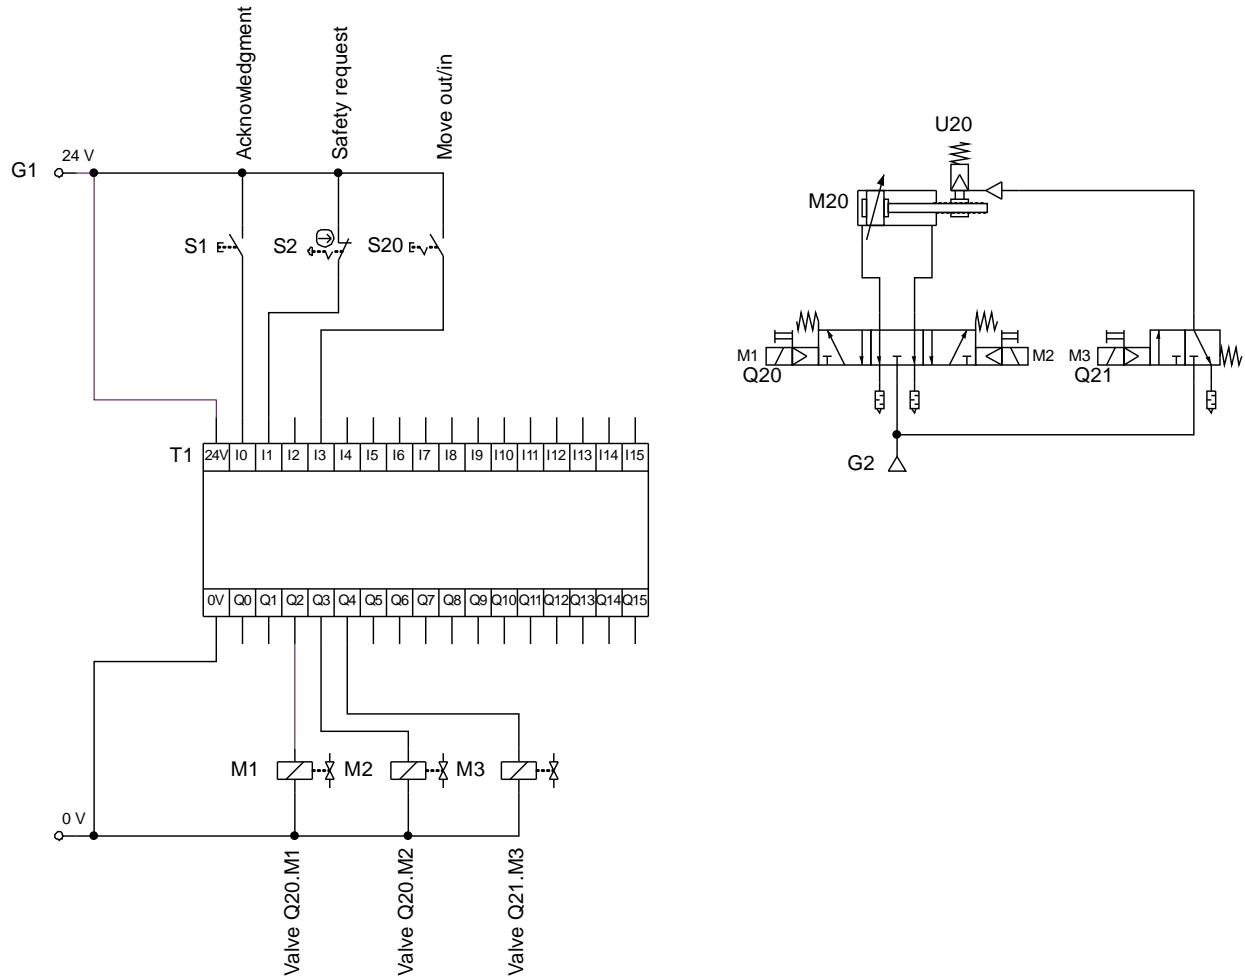 Acknowledgment
Safety request
Move out/in
G1
24 V
S1
S2
S20
T1
24V I0 I1 I2 I3 I4 I5 I6 I7 I8 I9 I10 I11 I12 I13 I14 I15
0V Q0 Q1 Q2 Q3 Q4 Q5 Q6 Q7 Q8 Q9 Q10 Q11 Q12 Q13 Q14 Q15
M1
M2
M3
0 V
Valve Q20.M1
Valve Q20.M2
Valve Q21.M3
U20
M20
M1
Q20
M2
M3
Q21
G2